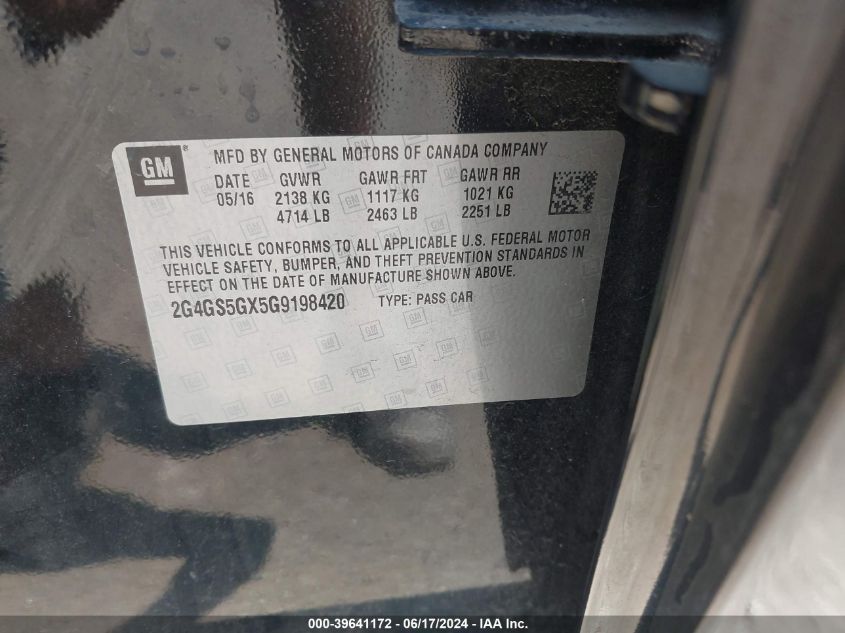 GM ® MFD BY GENERAL MOTORS OF CANADA COMPANY
DATE GVWR GAWR FRT GAWR RR
05/16 2138 KG 1117 KG 1021 KG
4714 LB 2463 LB 2251 LB
THIS VEHICLE CONFORMS TO ALL APPLICABLE U.S. FEDERAL MOTOR
VEHICLE SAFETY, BUMPER, AND THEFT PREVENTION STANDARDS IN
EFFECT ON THE DATE OF MANUFACTURE SHOWN ABOVE.
2G4GS5GX5G9198420 TYPE: PASS CAR
000-39641172 - 06/17/2024 - IAA Inc.